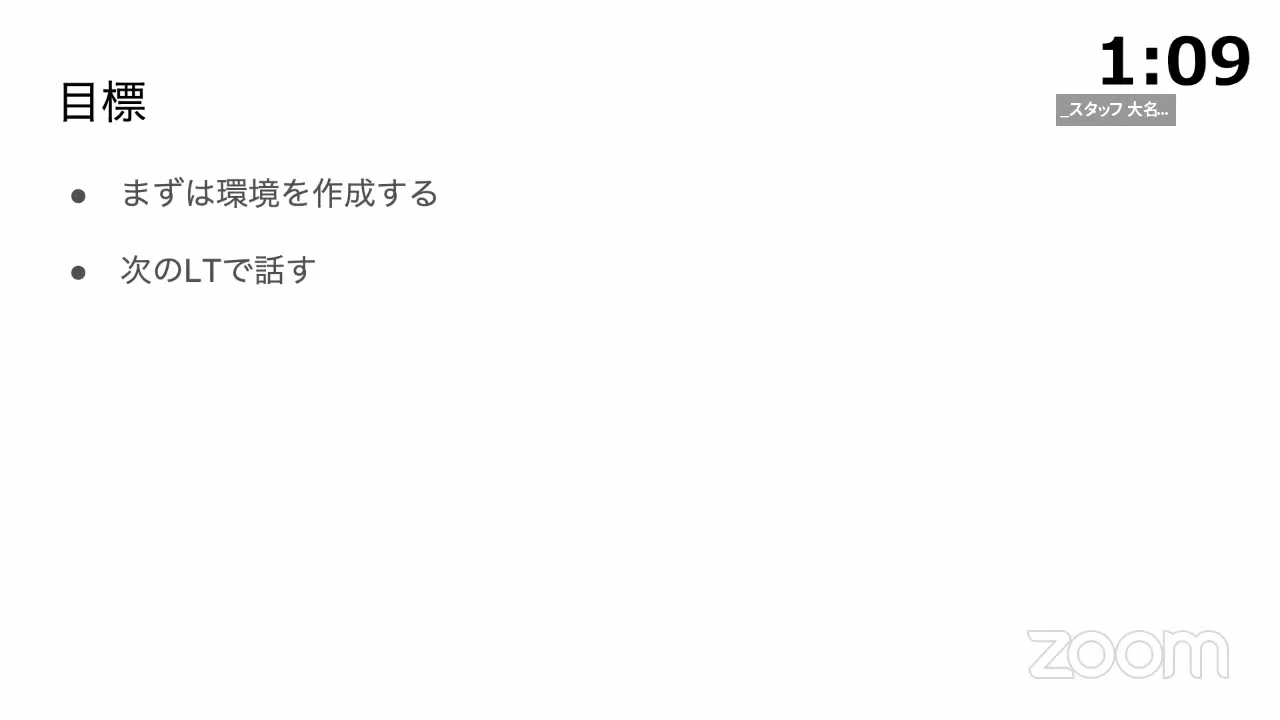 1:09
_スタッフ 大名...
目標
● まずは環境を作成する
● 次のLTで話す
zoom